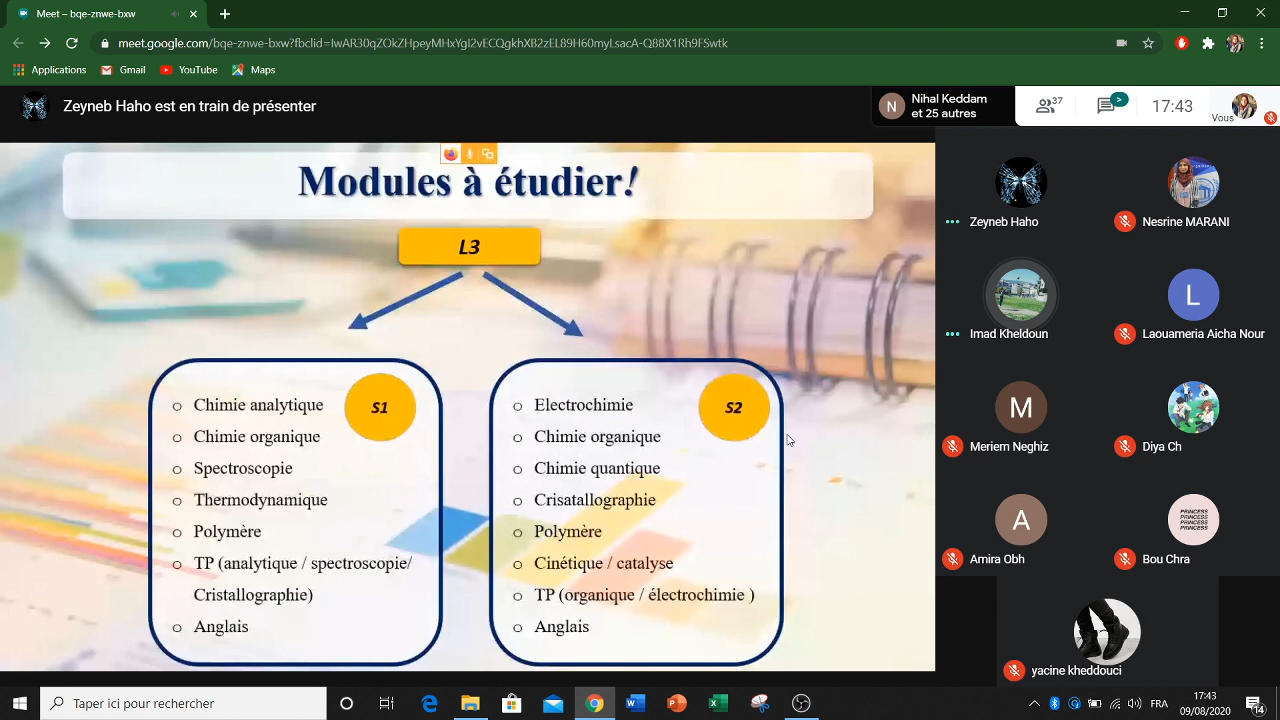 Meet – bqe-znwe-bxw
meet.google.com/bqe-znwe-bxw?fbclid=IwAR30qZOkZHpeyMHxYgI2vECQgkhXB2zEL89H60myLsacA-Q88X1Rh9FSwtk
Applications Gmail YouTube Maps
Zeyneb Haho est en train de présenter
N
Nihal Keddam
et 25 autres
37
17:43
Vous
Modules à étudier!
L3
S1
Chimie analytique
Chimie organique
Spectroscopie
Thermodynamique
Polymère
TP (analytique / spectroscopie/
Cristallographie)
Anglais
S2
Electrochimie
Chimie organique
Chimie quantique
Crisatallographie
Polymère
Cinétique / catalyse
TP (organique / électrochimie )
Anglais
Zeyneb Haho
Nesrine MARANI
Imad Kheldoun
L
Laouameria Aicha Nour
M
Meriem Neghiz
Diya Ch
A
Amira Obh
PRINCESS
PRINCESS
PRINCESS
PRINCESS
Bou Chra
yacine kheddouci
Taper ici pour rechercher
FRA
17:43
09/08/2020
14